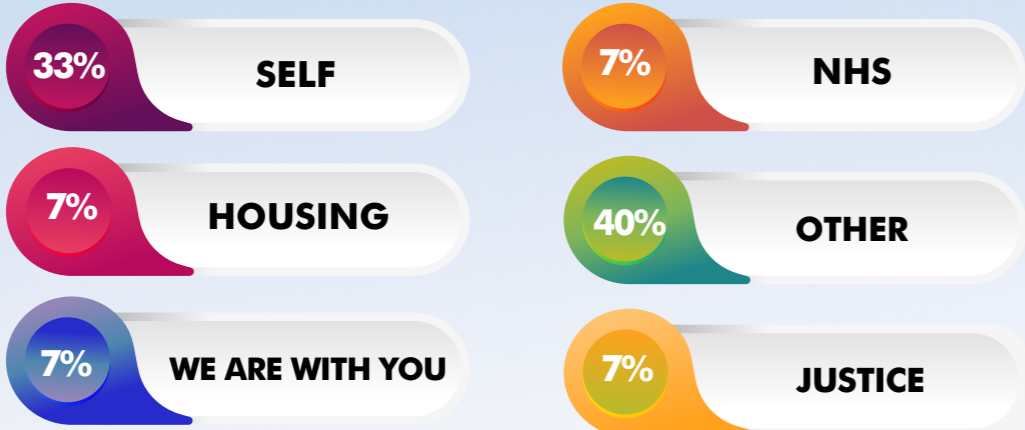 33% SELF
7% NHS
7% HOUSING
40% OTHER
7% WE ARE WITH YOU
7% JUSTICE